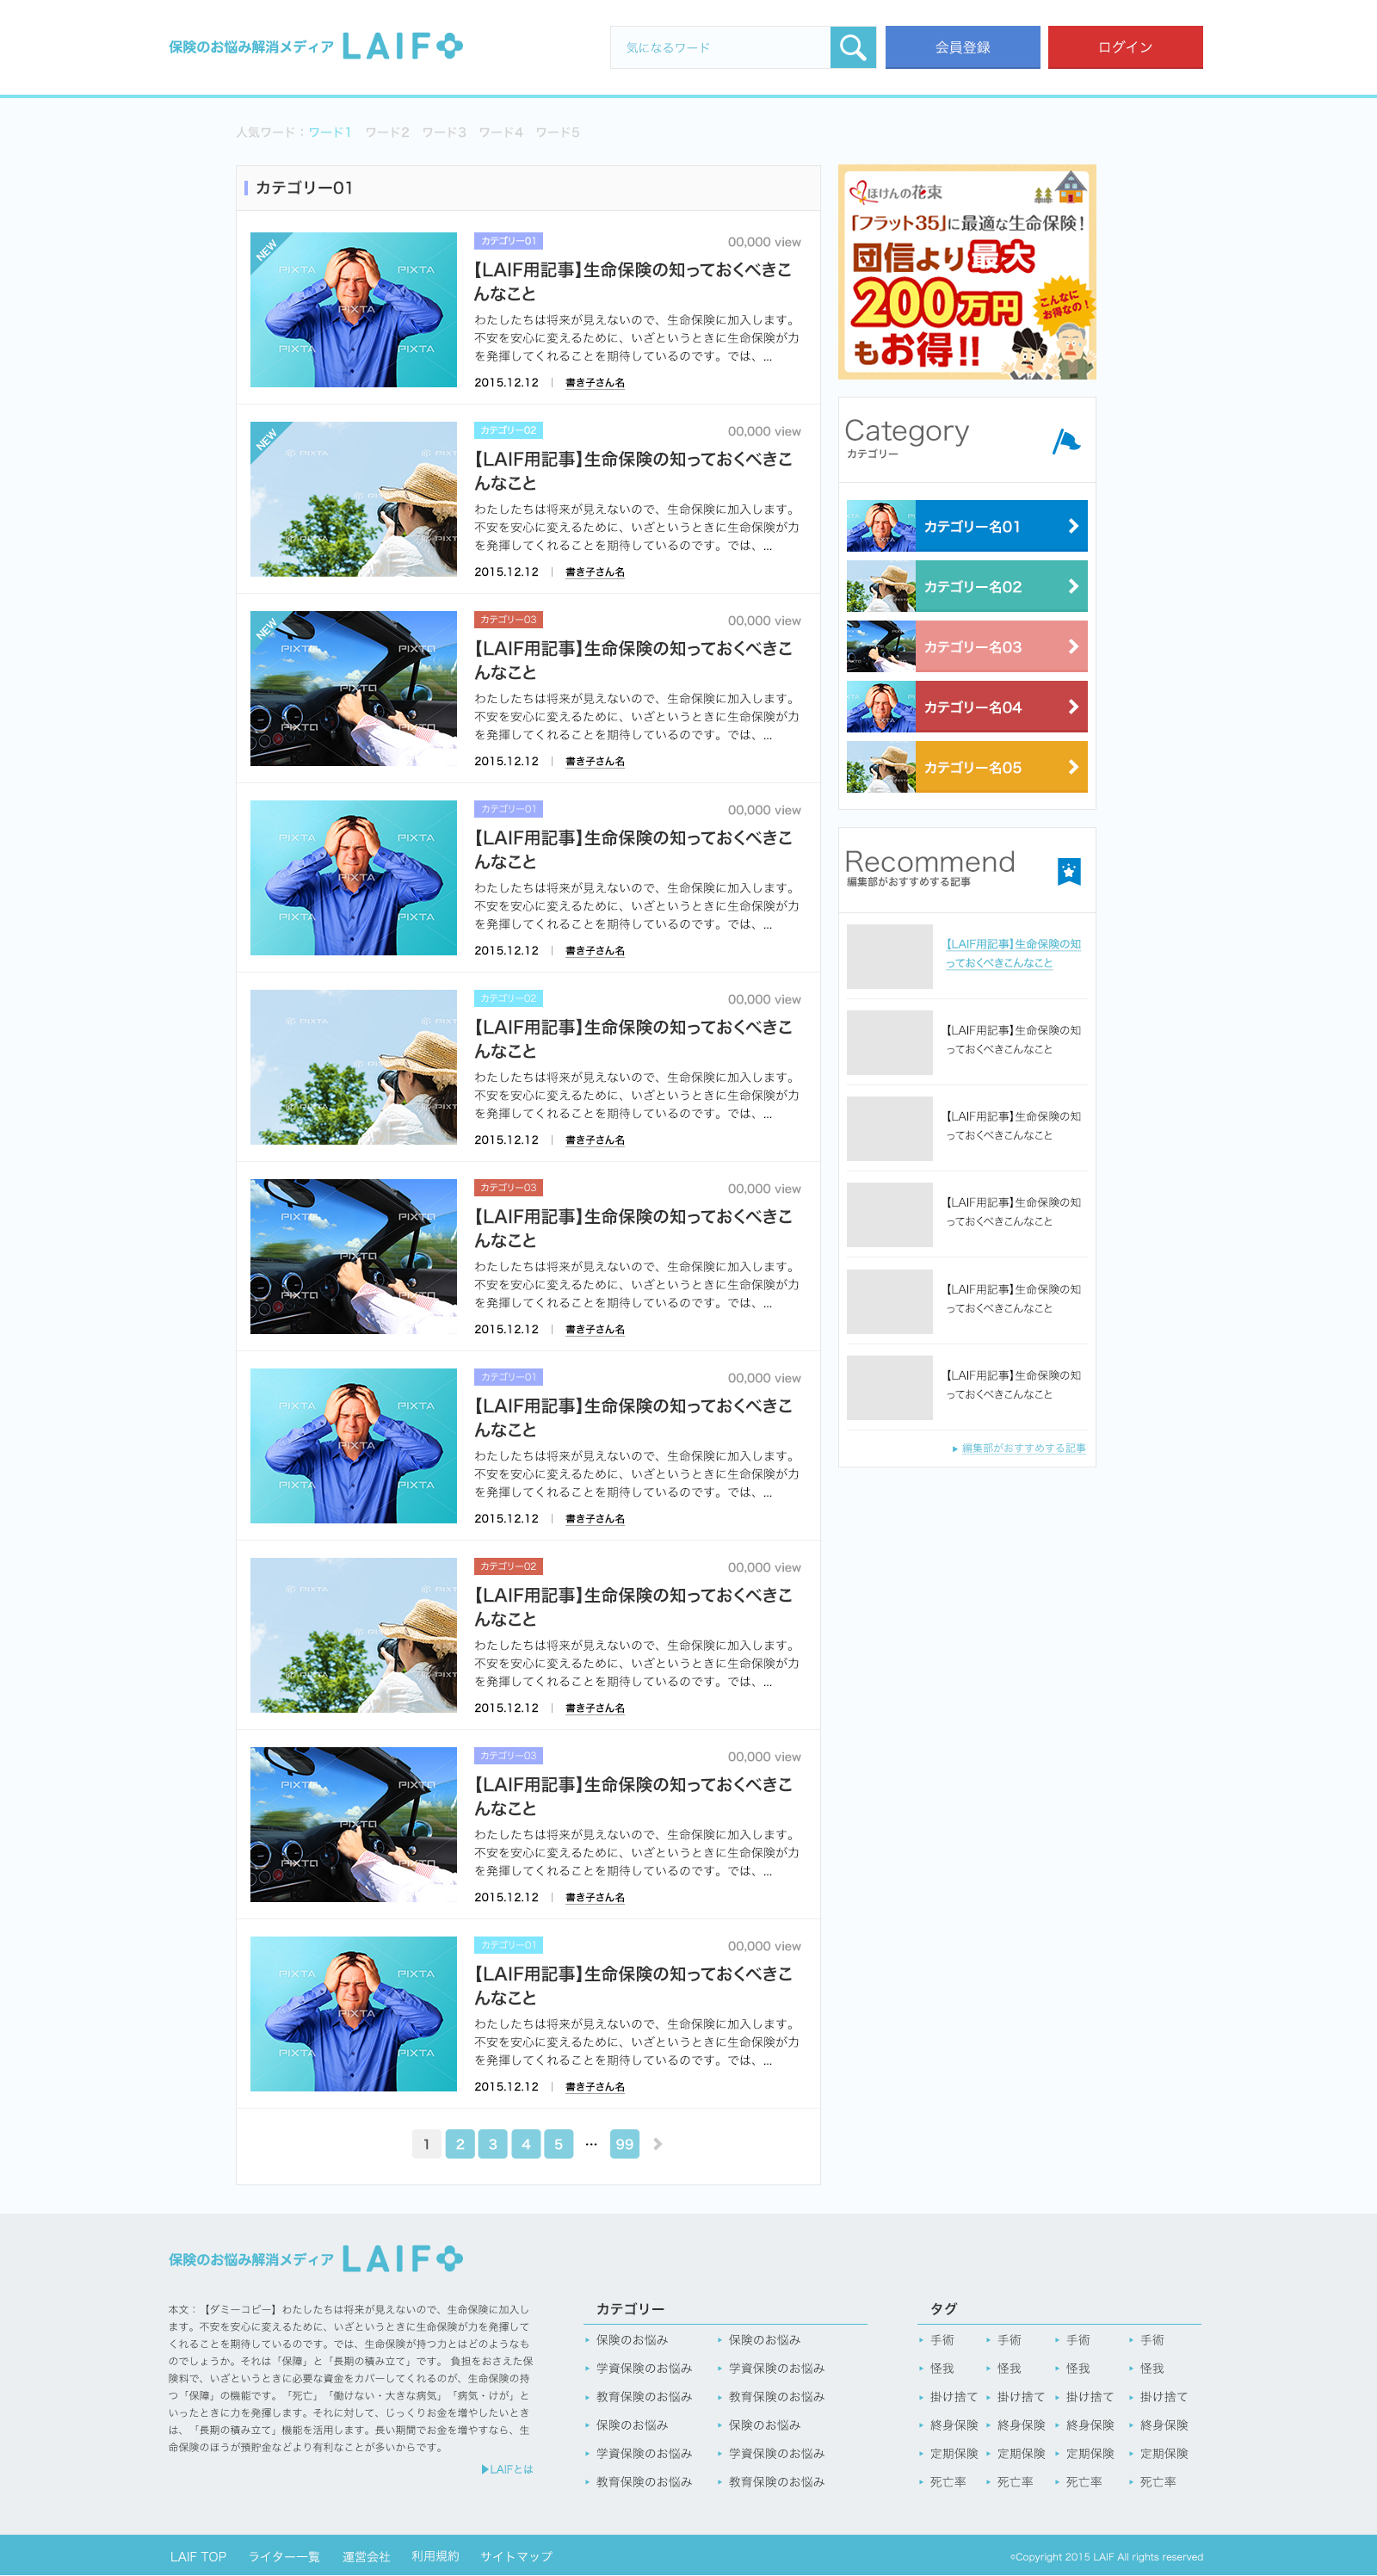 保険のお悩み解消メディア LAIF
気になるワード
会員登録
ログイン
人気ワード：ワード1 ワード2 ワード3 ワード4 ワード5
カテゴリー01
NEW
PIXTA
カテゴリー01
00,000 view
【LAIF用記事】生命保険の知っておくべきこ
んなこと
わたしたちは将来が見えないので、生命保険に加入します。
不安を安心に変えるために、いざというときに生命保険が力
を発揮してくれることを期待しているのです。では、...
2015.12.12 | 書き子さん名
NEW
PIXTA
カテゴリー02
00,000 view
【LAIF用記事】生命保険の知っておくべきこ
んなこと
わたしたちは将来が見えないので、生命保険に加入します。
不安を安心に変えるために、いざというときに生命保険が力
を発揮してくれることを期待しているのです。では、...
2015.12.12 | 書き子さん名
NEW
PIXTA
カテゴリー03
00,000 view
【LAIF用記事】生命保険の知っておくべきこ
んなこと
わたしたちは将来が見えないので、生命保険に加入します。
不安を安心に変えるために、いざというときに生命保険が力
を発揮してくれることを期待しているのです。では、...
2015.12.12 | 書き子さん名
PIXTA
カテゴリー01
00,000 view
【LAIF用記事】生命保険の知っておくべきこ
んなこと
わたしたちは将来が見えないので、生命保険に加入します。
不安を安心に変えるために、いざというときに生命保険が力
を発揮してくれることを期待しているのです。では、...
2015.12.12 | 書き子さん名
PIXTA
カテゴリー02
00,000 view
【LAIF用記事】生命保険の知っておくべきこ
んなこと
わたしたちは将来が見えないので、生命保険に加入します。
不安を安心に変えるために、いざというときに生命保険が力
を発揮してくれることを期待しているのです。では、...
2015.12.12 | 書き子さん名
PIXTA
カテゴリー03
00,000 view
【LAIF用記事】生命保険の知っておくべきこ
んなこと
わたしたちは将来が見えないので、生命保険に加入します。
不安を安心に変えるために、いざというときに生命保険が力
を発揮してくれることを期待しているのです。では、...
2015.12.12 | 書き子さん名
PIXTA
カテゴリー01
00,000 view
【LAIF用記事】生命保険の知っておくべきこ
んなこと
わたしたちは将来が見えないので、生命保険に加入します。
不安を安心に変えるために、いざというときに生命保険が力
を発揮してくれることを期待しているのです。では、...
2015.12.12 | 書き子さん名
PIXTA
カテゴリー02
00,000 view
【LAIF用記事】生命保険の知っておくべきこ
んなこと
わたしたちは将来が見えないので、生命保険に加入します。
不安を安心に変えるために、いざというときに生命保険が力
を発揮してくれることを期待しているのです。では、...
2015.12.12 | 書き子さん名
PIXTA
カテゴリー03
00,000 view
【LAIF用記事】生命保険の知っておくべきこ
んなこと
わたしたちは将来が見えないので、生命保険に加入します。
不安を安心に変えるために、いざというときに生命保険が力
を発揮してくれることを期待しているのです。では、...
2015.12.12 | 書き子さん名
PIXTA
カテゴリー01
00,000 view
【LAIF用記事】生命保険の知っておくべきこ
んなこと
わたしたちは将来が見えないので、生命保険に加入します。
不安を安心に変えるために、いざというときに生命保険が力
を発揮してくれることを期待しているのです。では、...
2015.12.12 | 書き子さん名
1 2 3 4 5 … 99
ほけんの花束
「フラット35」に最適な生命保険！
団信より最大
200万円
こんなに
お得なの！
もお得!!
Category
カテゴリー
カテゴリー名01
カテゴリー名02
カテゴリー名03
カテゴリー名04
カテゴリー名05
Recommend
編集部がおすすめする記事
【LAIF用記事】生命保険の知
っておくべきこんなこと
【LAIF用記事】生命保険の知
っておくべきこんなこと
【LAIF用記事】生命保険の知
っておくべきこんなこと
【LAIF用記事】生命保険の知
っておくべきこんなこと
【LAIF用記事】生命保険の知
っておくべきこんなこと
【LAIF用記事】生命保険の知
っておくべきこんなこと
編集部がおすすめする記事
保険のお悩み解消メディア LAIF
本文：【ダミーコピー】わたしたちは将来が見えないので、生命保険に加入し
ます。不安を安心に変えるために、いざというときに生命保険が力を発揮して
くれることを期待しているのです。では、生命保険が持つ力とはどのようなも
のでしょうか。それは「保障」と「長期の積み立て」です。 負担をおさえた保
険料で、いざというときに必要な資金をカバーしてくれるのが、生命保険の持
つ「保障」の機能です。「死亡」「働けない・大きな病気」「病気・けが」と
いったときに力を発揮します。それに対して、じっくりお金を増やしたいとき
は、「長期の積み立て」機能を活用します。長い期間でお金を増やすなら、生
命保険のほうが預貯金などより有利なことが多いからです。
▶LAIFとは
カテゴリー
保険のお悩み 保険のお悩み
学資保険のお悩み 学資保険のお悩み
教育保険のお悩み 教育保険のお悩み
保険のお悩み 保険のお悩み
学資保険のお悩み 学資保険のお悩み
教育保険のお悩み 教育保険のお悩み
タグ
手術 手術 手術 手術
怪我 怪我 怪我 怪我
掛け捨て 掛け捨て 掛け捨て 掛け捨て
終身保険 終身保険 終身保険 終身保険
定期保険 定期保険 定期保険 定期保険
死亡率 死亡率 死亡率 死亡率
LAIF TOP ライター一覧 運営会社 利用規約 サイトマップ
©Copyright 2015 LAIF All rights reserved